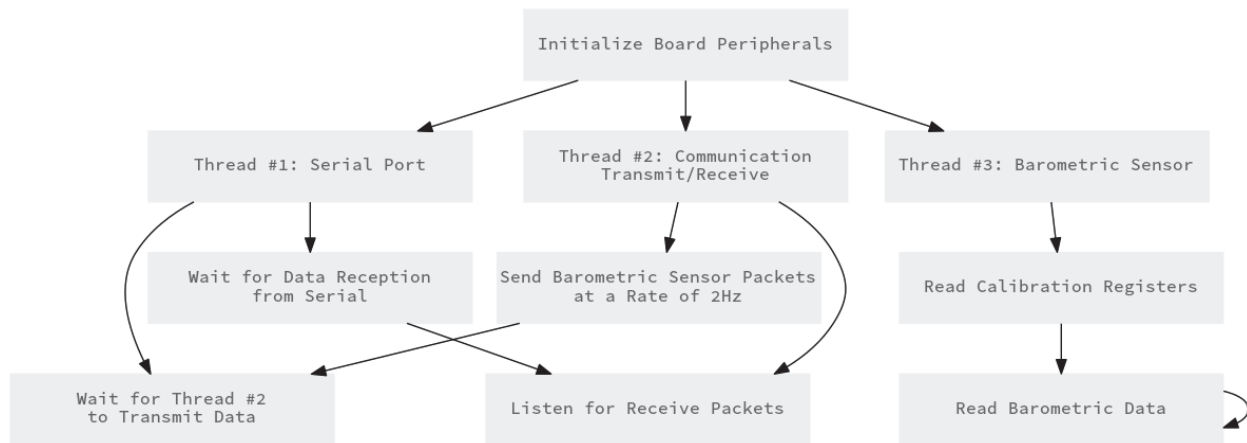 Initialize Board Peripherals
Thread #1: Serial Port
Thread #2: Communication
Transmit/Receive
Thread #3: Barometric Sensor
Wait for Data Reception
from Serial
Send Barometric Sensor Packets
at a Rate of 2Hz
Read Calibration Registers
Wait for Thread #2
to Transmit Data
Listen for Receive Packets
Read Barometric Data